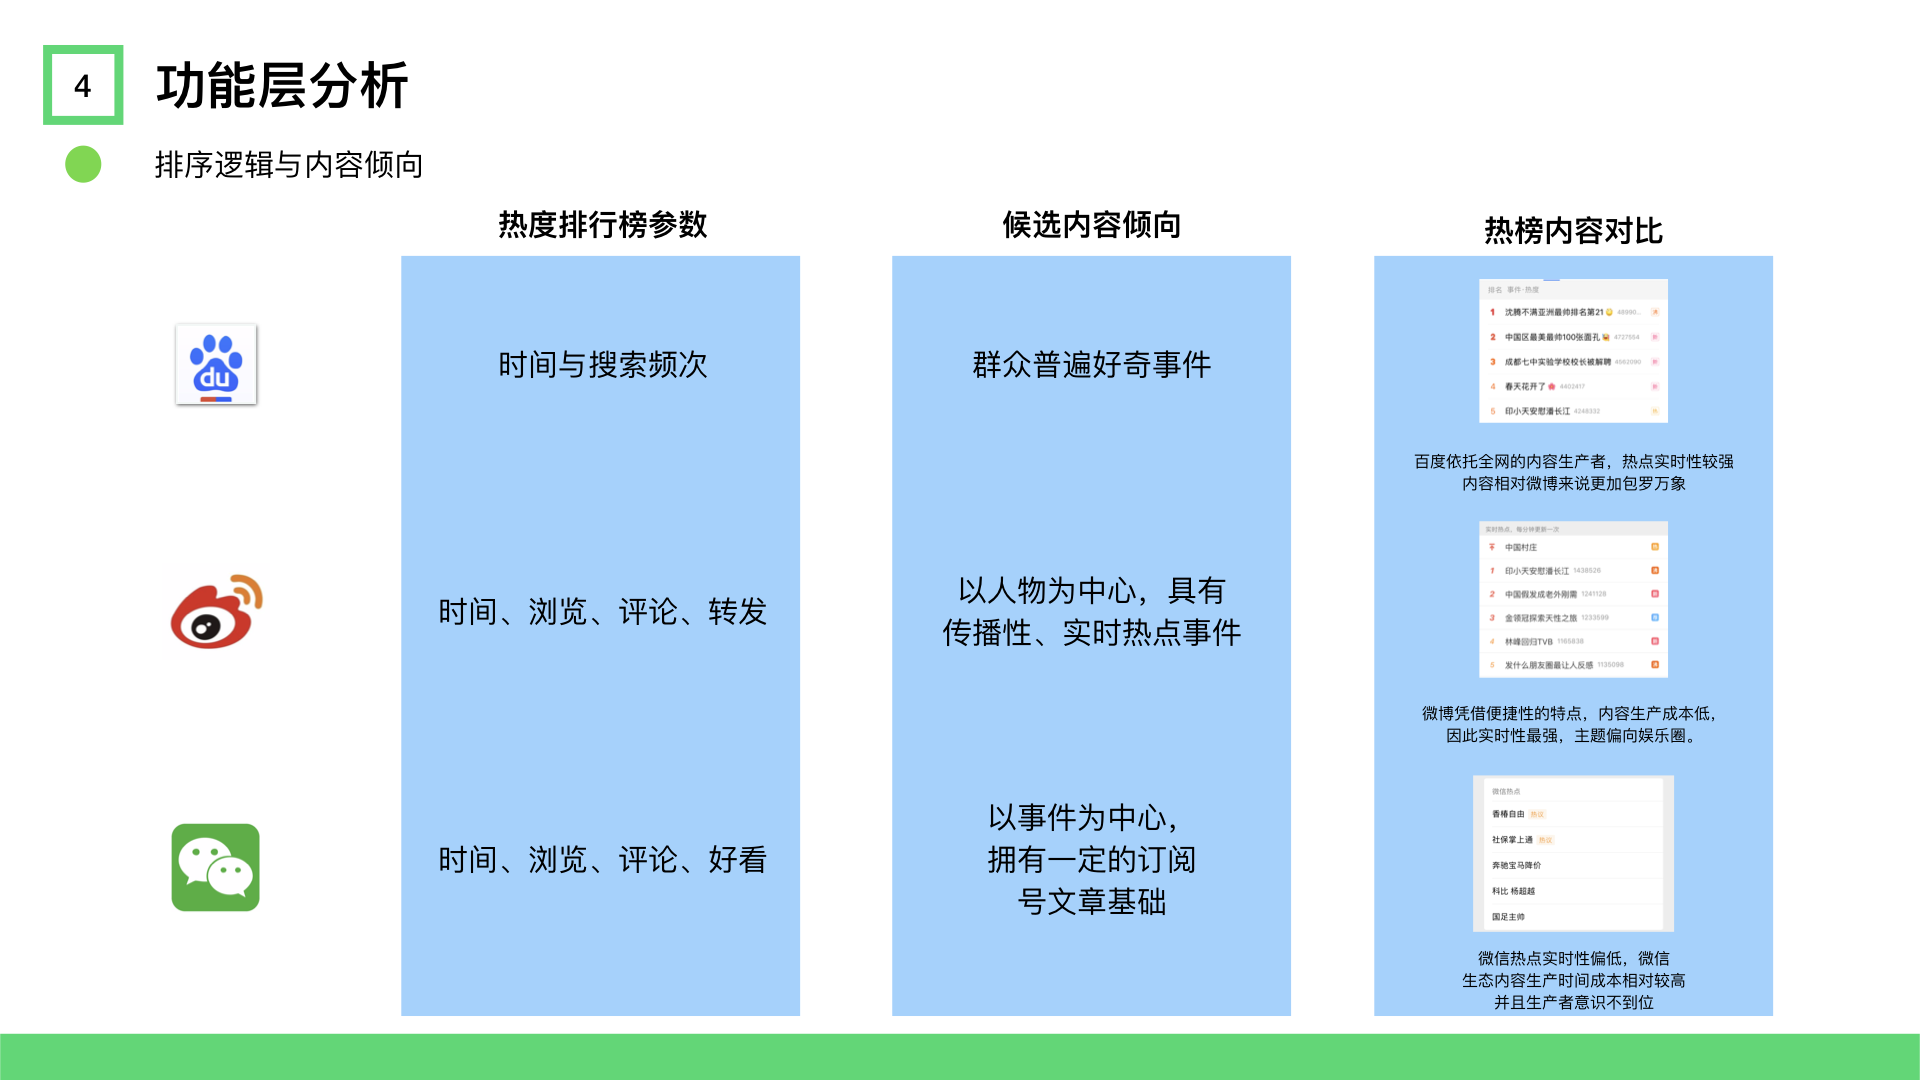 4
功能层分析
排序逻辑与内容倾向
热度排行榜参数
候选内容倾向
热榜内容对比
du
时间与搜索频次
群众普遍好奇事件
排名 事件·热度
1 沈腾不满亚洲最帅排名第21
2 中国区最美最帅100张面孔 4727554
3 成都七中实验学校校长被解聘 4562090
4 春天花开了 4402417
5 印小天安慰潘长江 4248332
百度依托全网的内容生产者，热点实时性较强
内容相对微博来说更加包罗万象
时间、浏览、评论、转发
以人物为中心，具有
传播性、实时热点事件
实时热点，每分钟更新一次
中国村庄
1 印小天安慰潘长江 1438526
2 中国假发成老外刚需 1241128
3 金领冠探索天性之旅 1233599
4 林峰回归TVB 1165838
5 发什么朋友圈最让人反感 1135098
微博凭借便捷性的特点，内容生产成本低，
因此实时性最强，主题偏向娱乐圈。
时间、浏览、评论、好看
以事件为中心，
拥有一定的订阅
号文章基础
微信热点
香椿自由 热议
社保掌上通 热议
奔驰宝马降价
科比 杨超越
国足主帅
微信热点实时性偏低，微信
生态内容生产时间成本相对较高
并且生产者意识不到位